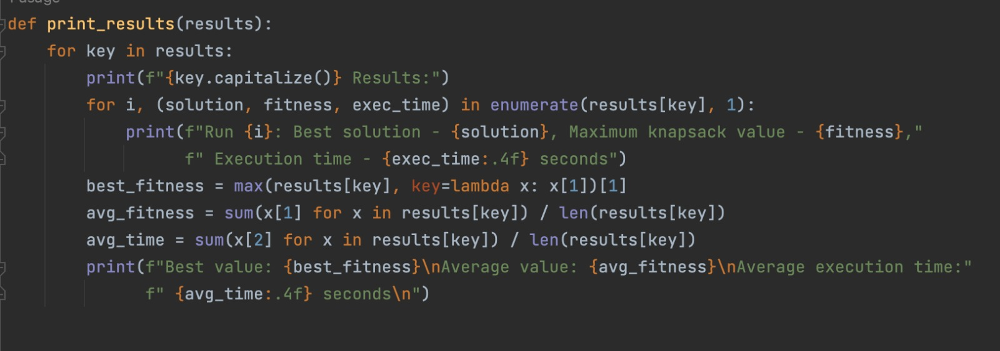 def print_results(results):
    for key in results:
        print(f"{key.capitalize()} Results:")
        for i, (solution, fitness, exec_time) in enumerate(results[key], 1):
            print(f"Run {i}: Best solution - {solution}, Maximum knapsack value - {fitness},"
                  f" Execution time - {exec_time:.4f} seconds")
        best_fitness = max(results[key], key=lambda x: x[1])[1]
        avg_fitness = sum(x[1] for x in results[key]) / len(results[key])
        avg_time = sum(x[2] for x in results[key]) / len(results[key])
        print(f"Best value: {best_fitness}\nAverage value: {avg_fitness}\nAverage execution time:"
              f" {avg_time:.4f} seconds\n")